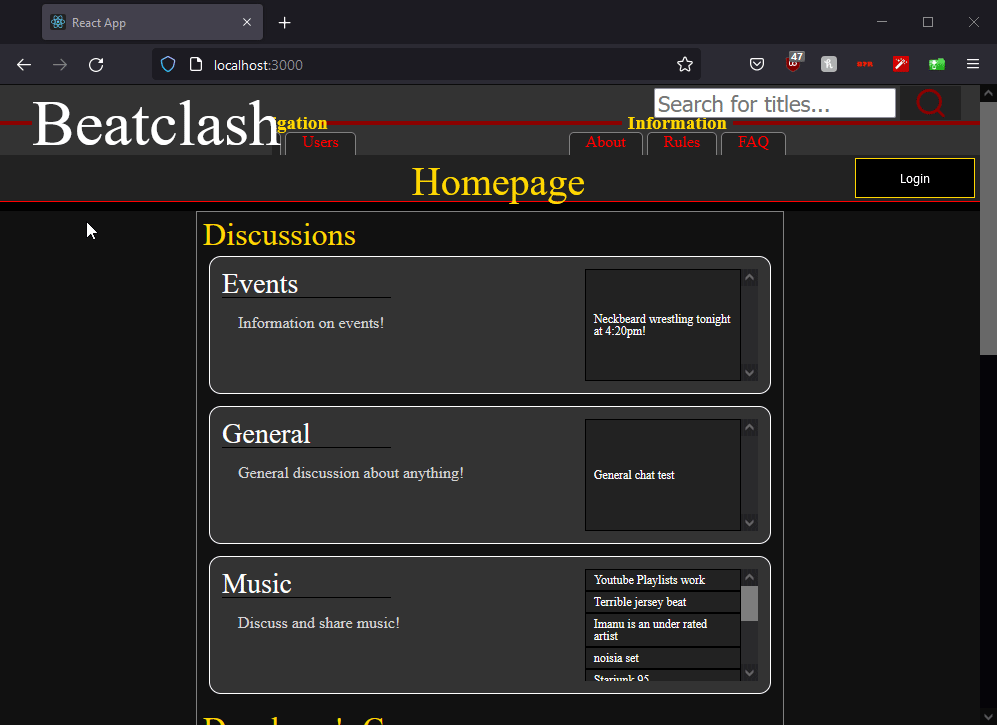 React App
localhost:3000
47
Search for titles...
Beatclash
gation
Information
Users
About
Rules
FAQ
Homepage
Login
Discussions
Events
Information on events!
Neckbeard wrestling tonight
at 4:20pm!
General
General discussion about anything!
General chat test
Music
Discuss and share music!
Youtube Playlists work
Terrible jersey beat
Imanu is an under rated
artist
noisia set
Starjunk 95